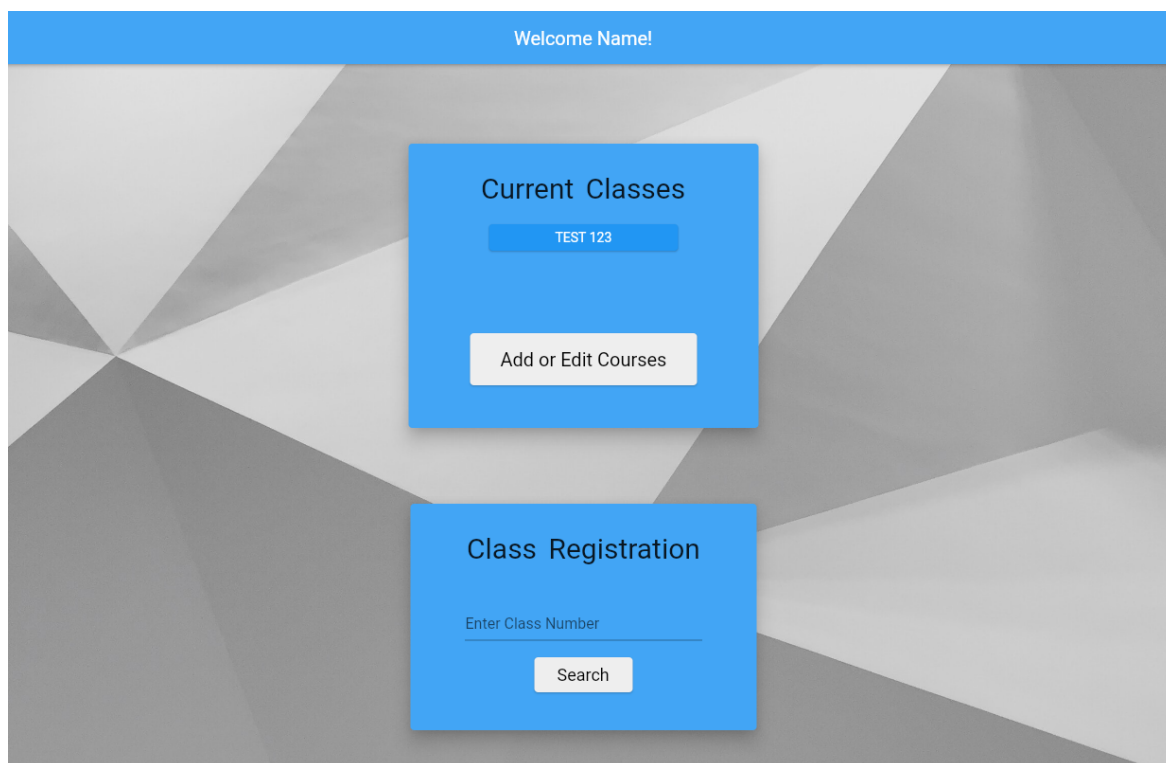 Welcome Name!
Current Classes
TEST 123
Add or Edit Courses
Class Registration
Enter Class Number
Search